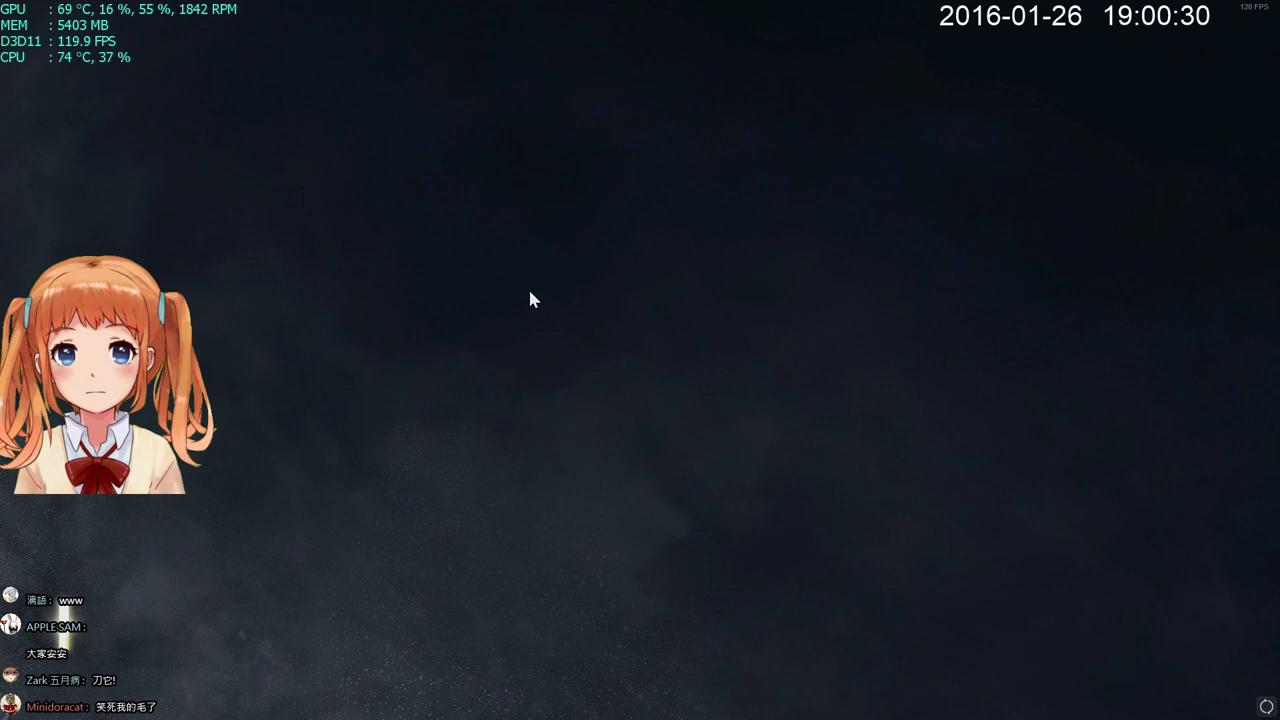 GPU : 69 °C, 16 %, 55 %, 1842 RPM
MEM : 5403 MB
D3D11 : 119.9 FPS
CPU : 74 °C, 37 %
2016-01-26 19:00:30
120 FPS
漓語 : www
APPLE SAM :
大家安安
Zark 五月病 : 刀它!
Minidoracat : 笑死我的毛了